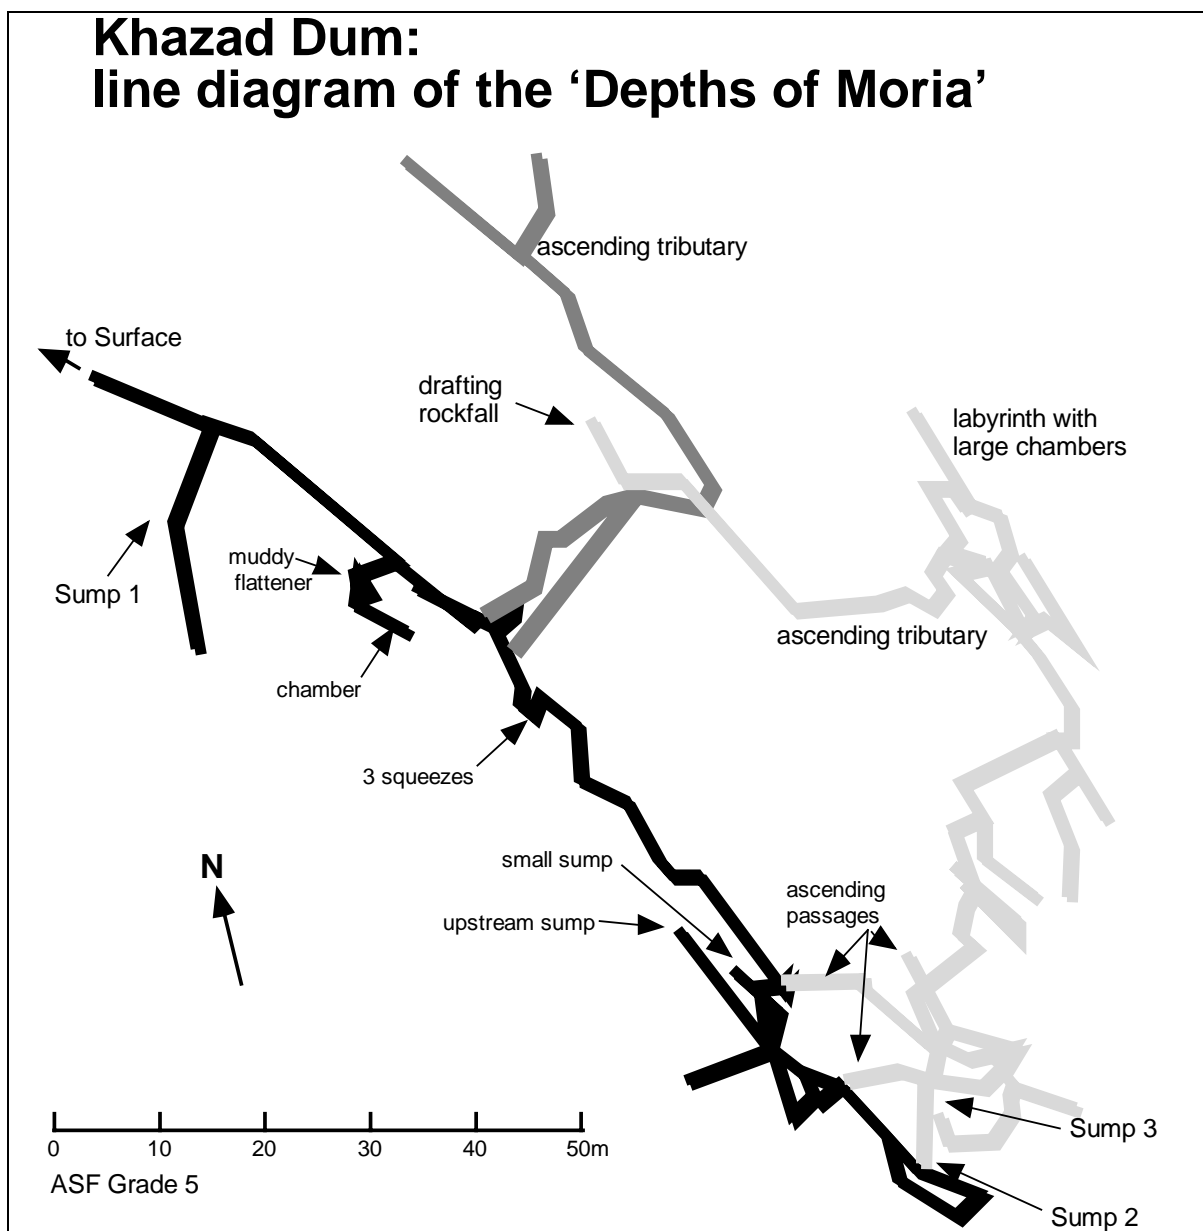 Khazad Dum:
line diagram of the ‘Depths of Moria’
ascending tributary
to Surface
drafting
rockfall
labyrinth with
large chambers
muddy
flattener
Sump 1
ascending tributary
chamber
3 squeezes
N
small sump
ascending
passages
upstream sump
0 10 20 30 40 50m
Sump 3
ASF Grade 5
Sump 2